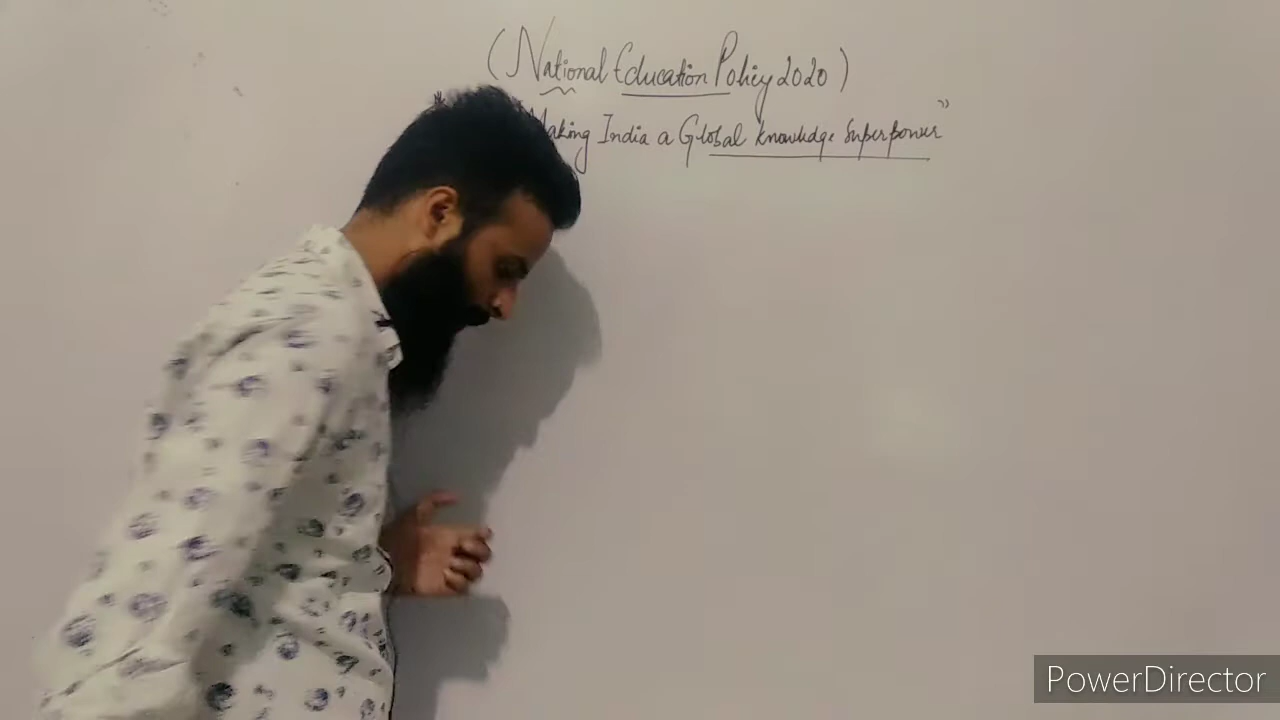 (National Education Policy 2020)
Making India a Global Knowledge Superpower"
PowerDirector